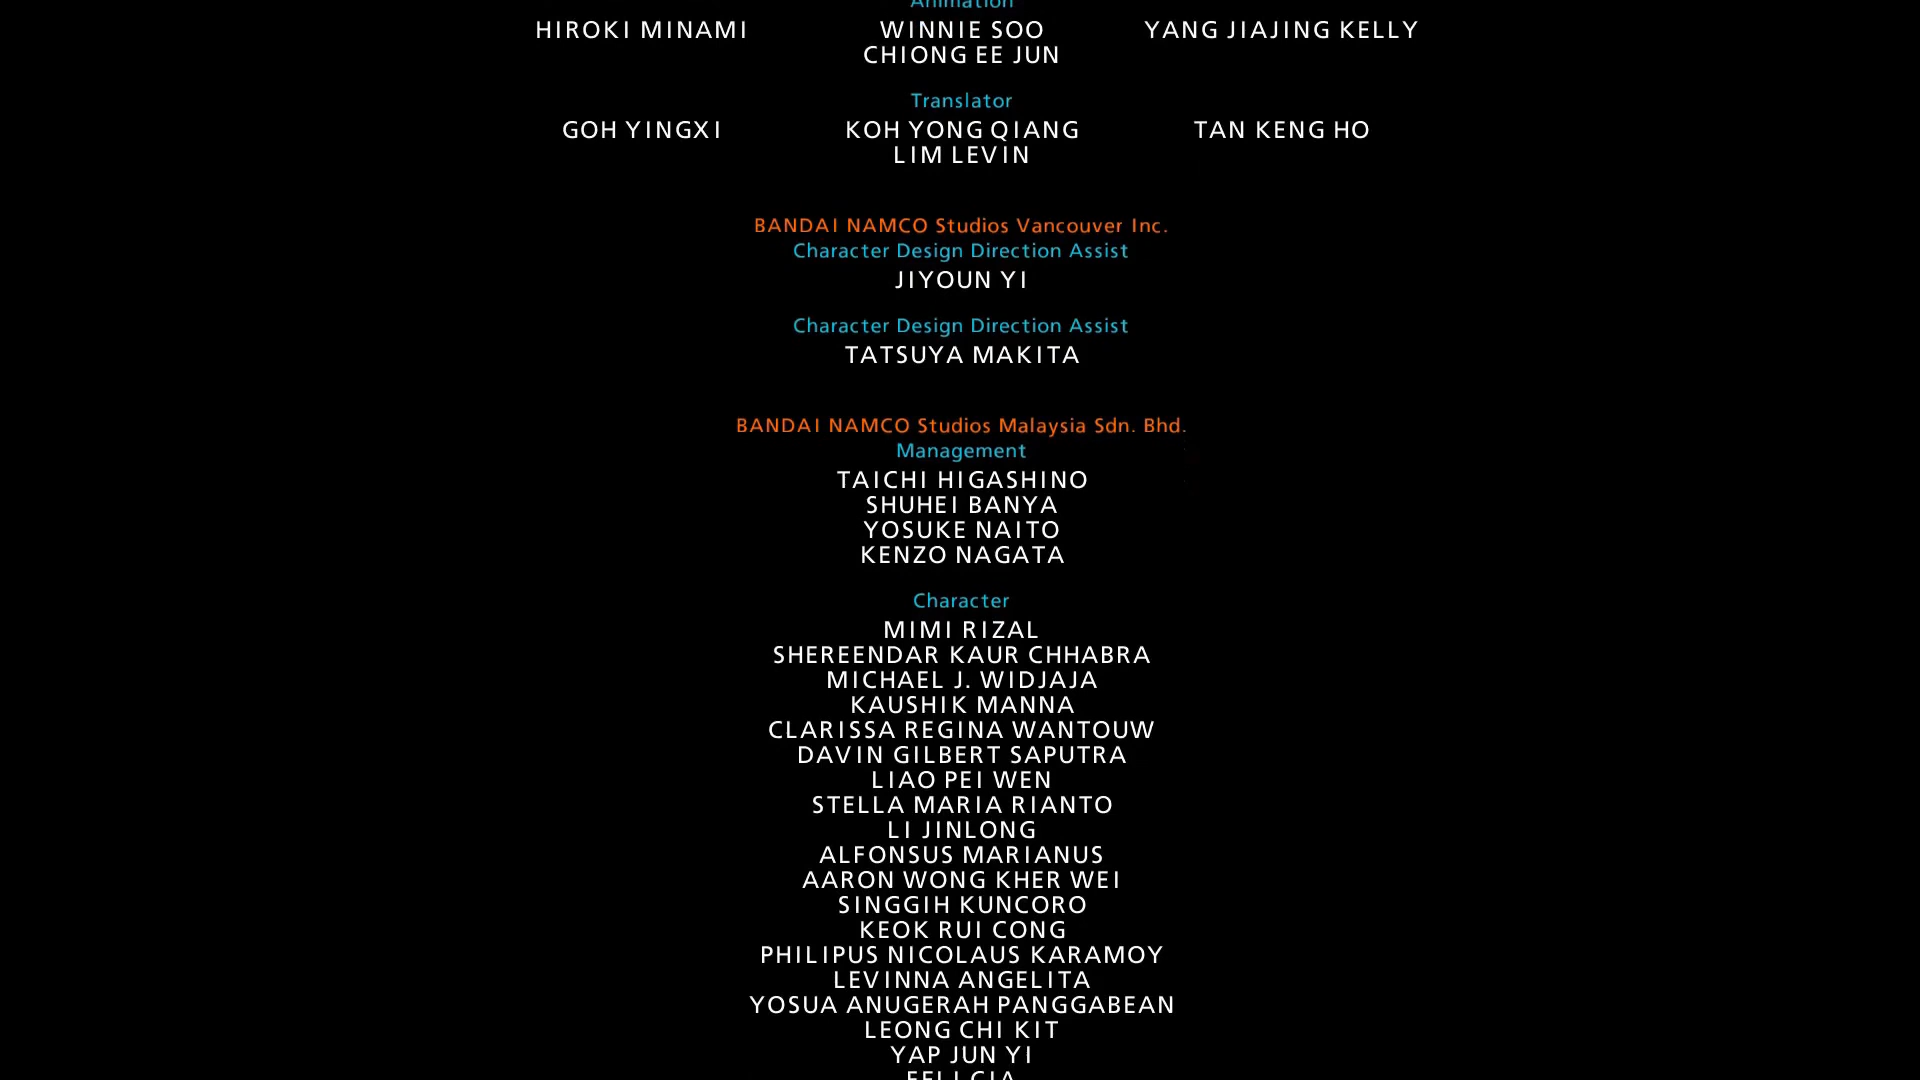 Animation
HIROKI MINAMI WINNIE SOO YANG JIAJING KELLY
CHIONG EE JUN
Translator
GOH YINGXI KOH YONG QIANG TAN KENG HO
LIM LEVIN
BANDAI NAMCO Studios Vancouver Inc.
Character Design Direction Assist
JIYOUN YI
Character Design Direction Assist
TATSUYA MAKITA
BANDAI NAMCO Studios Malaysia Sdn. Bhd.
Management
TAICHI HIGASHINO
SHUHEI BANYA
YOSUKE NAITO
KENZO NAGATA
Character
MIMI RIZAL
SHEREENDAR KAUR CHHABRA
MICHAEL J. WIDJAJA
KAUSHIK MANNA
CLARISSA REGINA WANTOUW
DAVIN GILBERT SAPUTRA
LIAO PEI WEN
STELLA MARIA RIANTO
LI JINLONG
ALFONSUS MARIANUS
AARON WONG KHER WEI
SINGGIH KUNCORO
KEOK RUI CONG
PHILIPUS NICOLAUS KARAMOY
LEVINNA ANGELITA
YOSUA ANUGERAH PANGGABEAN
LEONG CHI KIT
YAP JUN YI